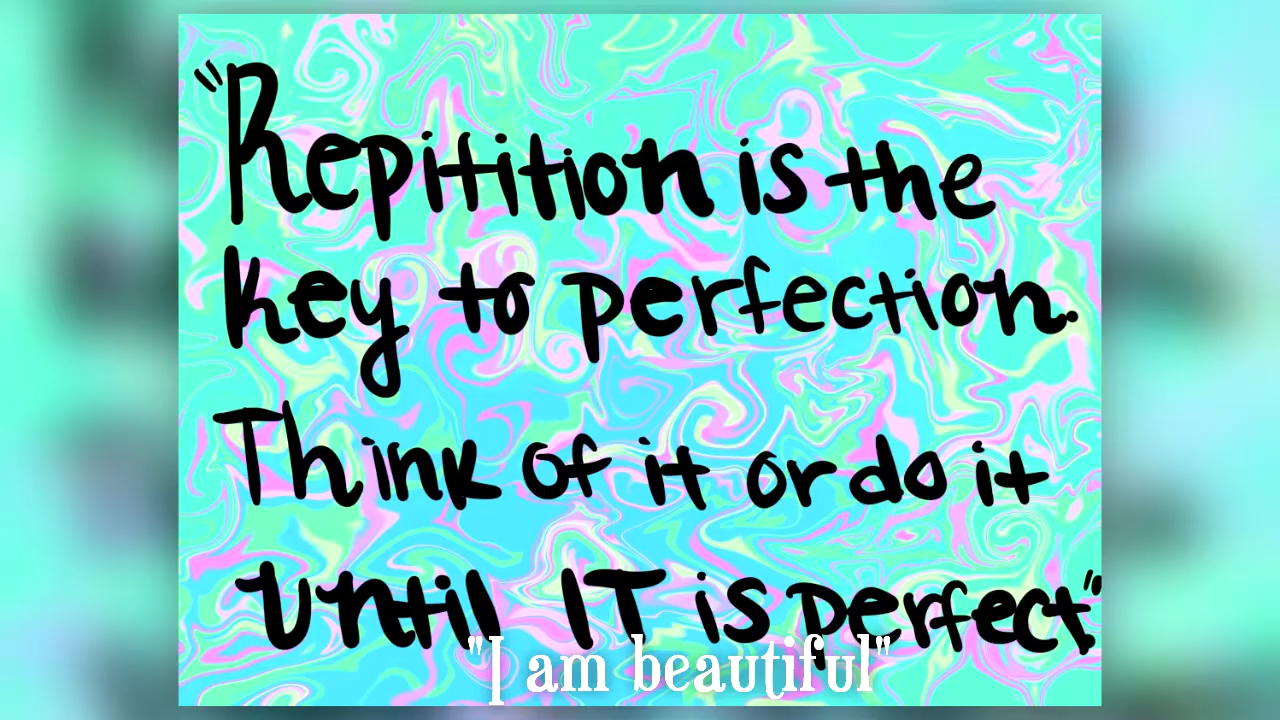 "Repitition is the
key to perfection.
Think of it or do it
until IT is perfect."
"I am beautiful"